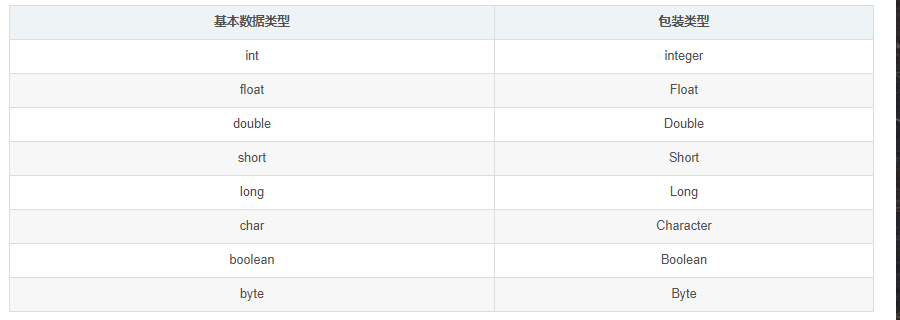 基本数据类型 包装类型
int integer
float Float
double Double
short Short
long Long
char Character
boolean Boolean
byte Byte